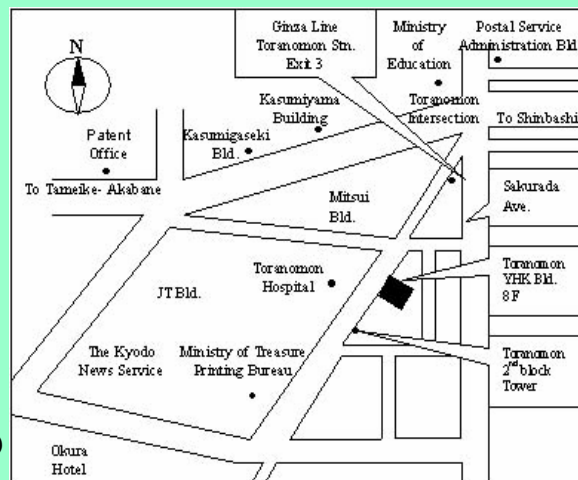 Ginza Line
Toranomon Stn.
Exit 3
Ministry
of
Education
Postal Service
Administration Bld
N
Kasumiyama
Building
Toranomon
Intersection
To Shinbashi
Patent
Office
Kasumigaseki
Bld.
To Tameike- Akabane
Mitsui
Bld.
Sakurada
Ave.
Toranomon
Hospital
Toranomon
YHK Bld.
8F
JT Bld.
The Kyodo
News Service
Ministry of Treasure
Printing Bureau
Toranomon
2nd block
Tower
Okura
Hotel
)